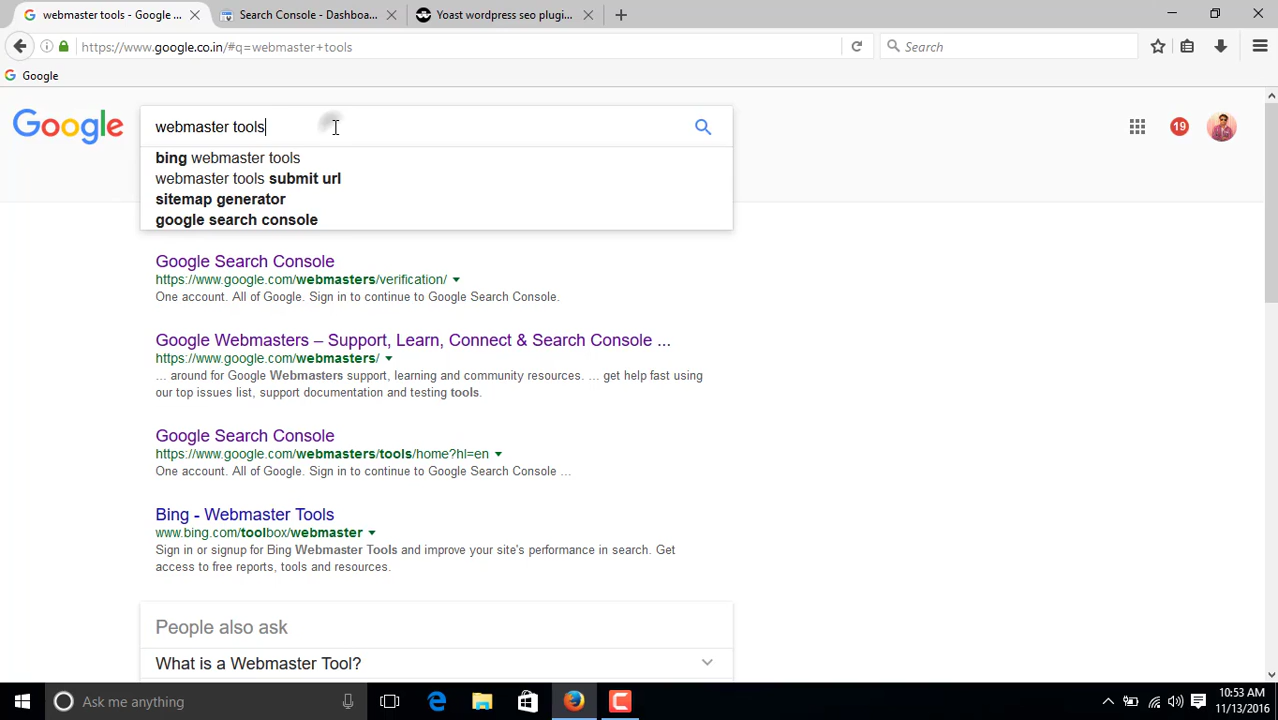 webmaster tools - Google ...
Search Console - Dashboa...
Yoast wordpress seo plugi...
https://www.google.co.in/#q=webmaster+tools
Search
Google
Google
webmaster tools
19
bing webmaster tools
webmaster tools submit url
sitemap generator
google search console
Google Search Console
https://www.google.com/webmasters/verification/
One account. All of Google. Sign in to continue to Google Search Console.
Google Webmasters – Support, Learn, Connect & Search Console ...
https://www.google.com/webmasters/
... around for Google Webmasters support, learning and community resources. ... get help fast using
our top issues list, support documentation and testing tools.
Google Search Console
https://www.google.com/webmasters/tools/home?hl=en
One account. All of Google. Sign in to continue to Google Search Console ...
Bing - Webmaster Tools
www.bing.com/toolbox/webmaster
Sign in or signup for Bing Webmaster Tools and improve your site's performance in search. Get
access to free reports, tools and resources.
People also ask
What is a Webmaster Tool?
Ask me anything
10:53 AM
11/13/2016